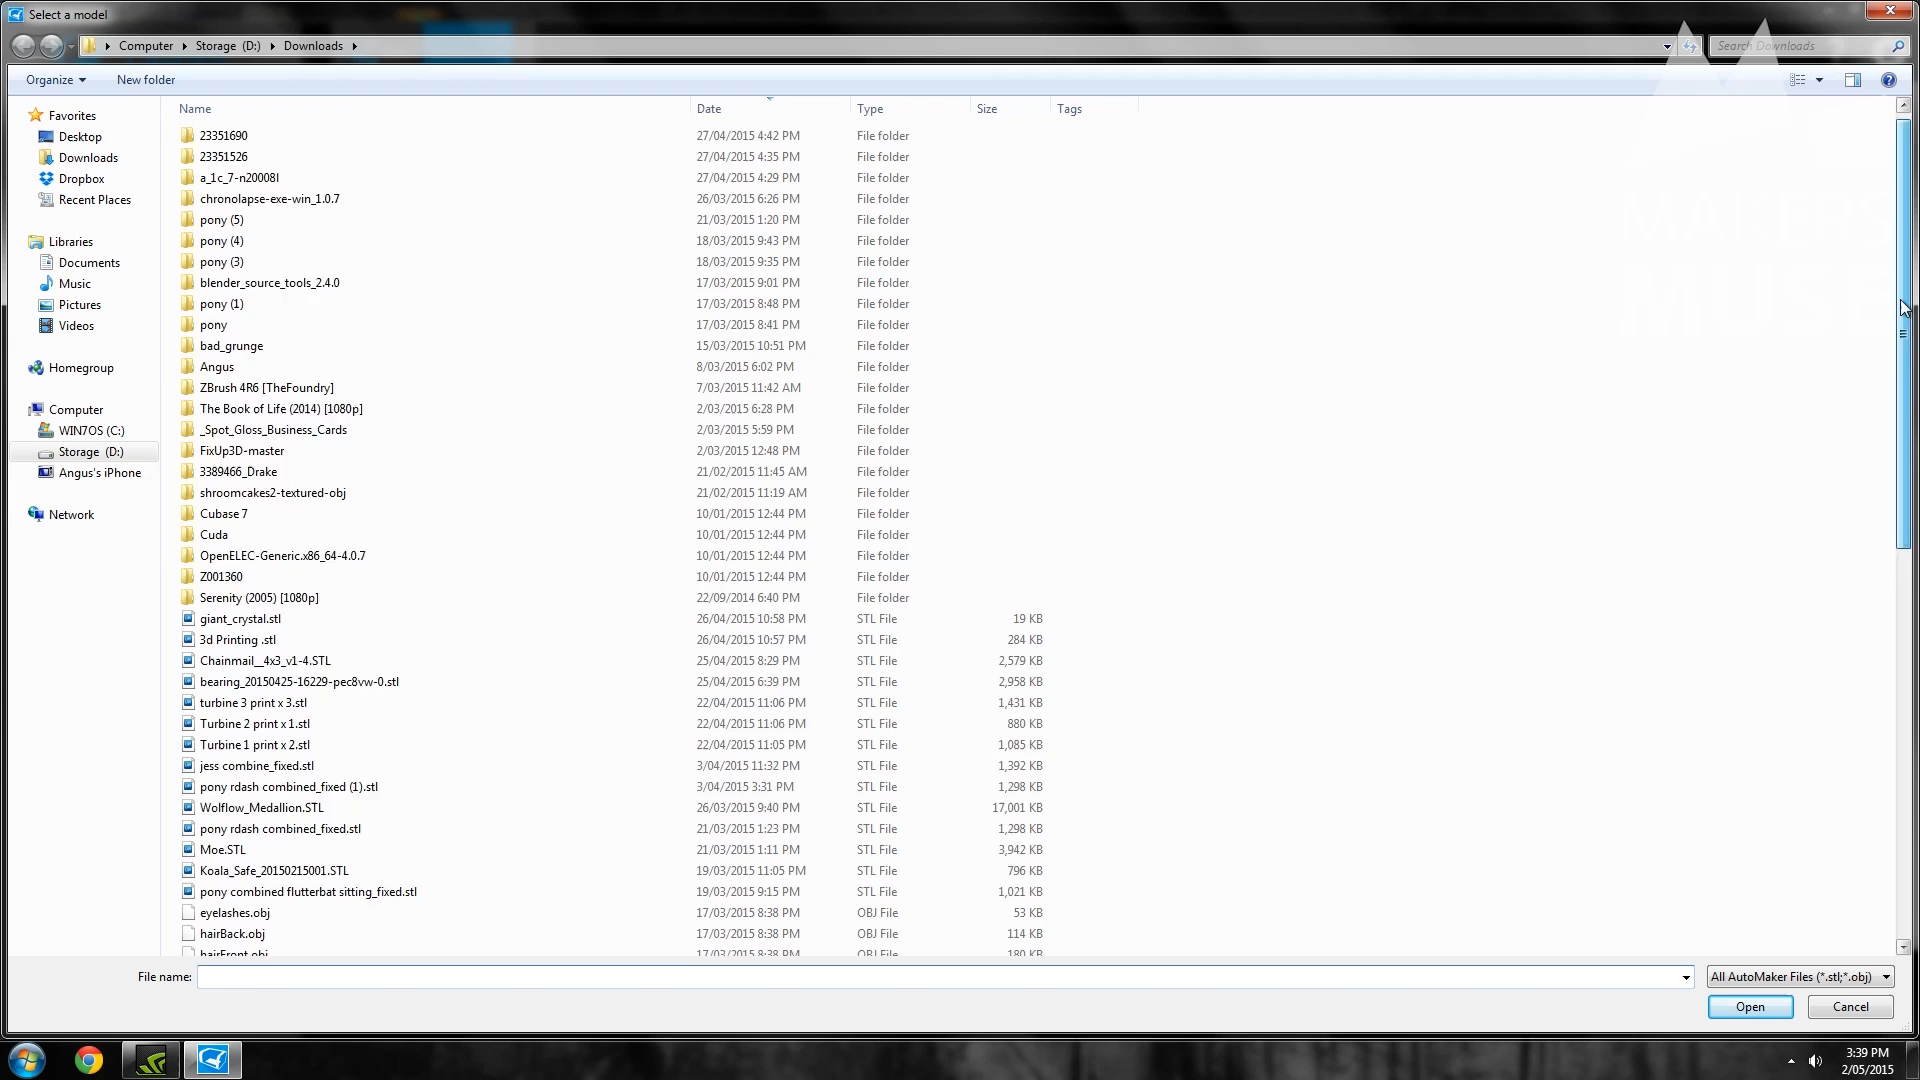 Select a model
Computer Storage (D:) Downloads
Search Downloads
Organize New folder
Name Date Type Size Tags
Favorites
Desktop
Downloads
Dropbox
Recent Places
Libraries
Documents
Music
Pictures
Videos
Homegroup
Computer
WIN7OS (C:)
Storage (D:)
Angus's iPhone
Network
23351690 27/04/2015 4:42 PM File folder
23351526 27/04/2015 4:35 PM File folder
a_1c_7-n20008l 27/04/2015 4:29 PM File folder
chronolapse-exe-win_1.0.7 26/03/2015 6:26 PM File folder
pony (5) 21/03/2015 1:20 PM File folder
pony (4) 18/03/2015 9:43 PM File folder
pony (3) 18/03/2015 9:35 PM File folder
blender_source_tools_2.4.0 17/03/2015 9:01 PM File folder
pony (1) 17/03/2015 8:48 PM File folder
pony 17/03/2015 8:41 PM File folder
bad_grunge 15/03/2015 10:51 PM File folder
Angus 8/03/2015 6:02 PM File folder
ZBrush 4R6 [TheFoundry] 7/03/2015 11:42 AM File folder
The Book of Life (2014) [1080p] 2/03/2015 6:28 PM File folder
_Spot_Gloss_Business_Cards 2/03/2015 5:59 PM File folder
FixUp3D-master 2/03/2015 12:48 PM File folder
3389466_Drake 21/02/2015 11:45 AM File folder
shroomcakes2-textured-obj 21/02/2015 11:19 AM File folder
Cubase 7 10/01/2015 12:44 PM File folder
Cuda 10/01/2015 12:44 PM File folder
OpenELEC-Generic.x86_64-4.0.7 10/01/2015 12:44 PM File folder
Z001360 10/01/2015 12:44 PM File folder
Serenity (2005) [1080p] 22/09/2014 6:40 PM File folder
giant_crystal.stl 26/04/2015 10:58 PM STL File 19 KB
3d Printing .stl 26/04/2015 10:57 PM STL File 284 KB
Chainmail__4x3_v1-4.STL 25/04/2015 8:29 PM STL File 2,579 KB
bearing_20150425-16229-pec8vw-0.stl 25/04/2015 6:39 PM STL File 2,958 KB
turbine 3 print x 3.stl 22/04/2015 11:06 PM STL File 1,431 KB
Turbine 2 print x 1.stl 22/04/2015 11:06 PM STL File 880 KB
Turbine 1 print x 2.stl 22/04/2015 11:05 PM STL File 1,085 KB
jess combine_fixed.stl 3/04/2015 11:32 PM STL File 1,392 KB
pony rdash combined_fixed (1).stl 3/04/2015 3:31 PM STL File 1,298 KB
Wolflow_Medallion.STL 26/03/2015 9:40 PM STL File 17,001 KB
pony rdash combined_fixed.stl 21/03/2015 1:23 PM STL File 1,298 KB
Moe.STL 21/03/2015 1:11 PM STL File 3,942 KB
Koala_Safe_20150215001.STL 19/03/2015 11:05 PM STL File 796 KB
pony combined flutterbat sitting_fixed.stl 19/03/2015 9:15 PM STL File 1,021 KB
eyelashes.obj 17/03/2015 8:38 PM OBJ File 53 KB
hairBack.obj 17/03/2015 8:38 PM OBJ File 114 KB
hairFront.obj 17/03/2015 8:38 PM OBJ File 180 KB
MAKERS
MUSE
File name: All AutoMaker Files (*.stl;*.obj)
Open Cancel
3:39 PM
2/05/2015